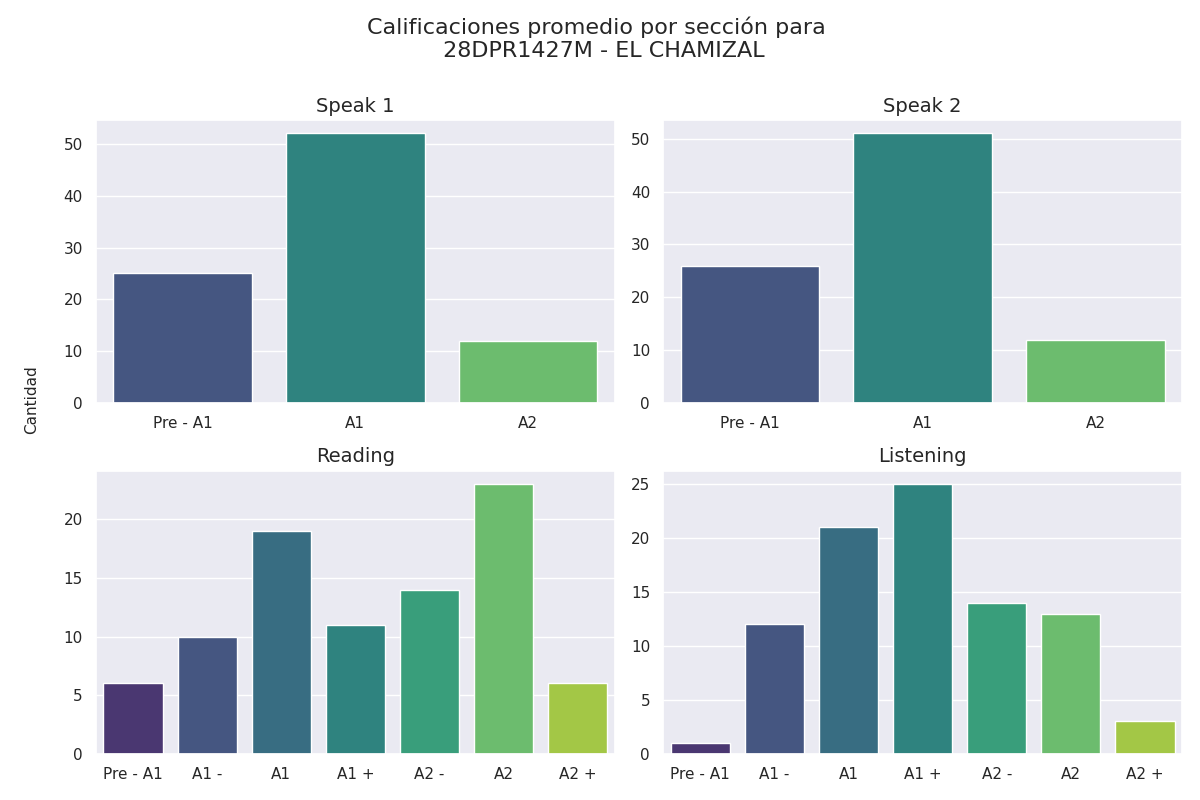 Calificaciones promedio por sección para
28DPR1427M - EL CHAMIZAL
Cantidad
Speak 1
50
40
30
20
10
0
Pre - A1 A1 A2
Speak 2
50
40
30
20
10
0
Pre - A1 A1 A2
Reading
20
15
10
5
0
Pre - A1 A1 - A1 A1 + A2 - A2 A2 +
Listening
25
20
15
10
5
0
Pre - A1 A1 - A1 A1 + A2 - A2 A2 +